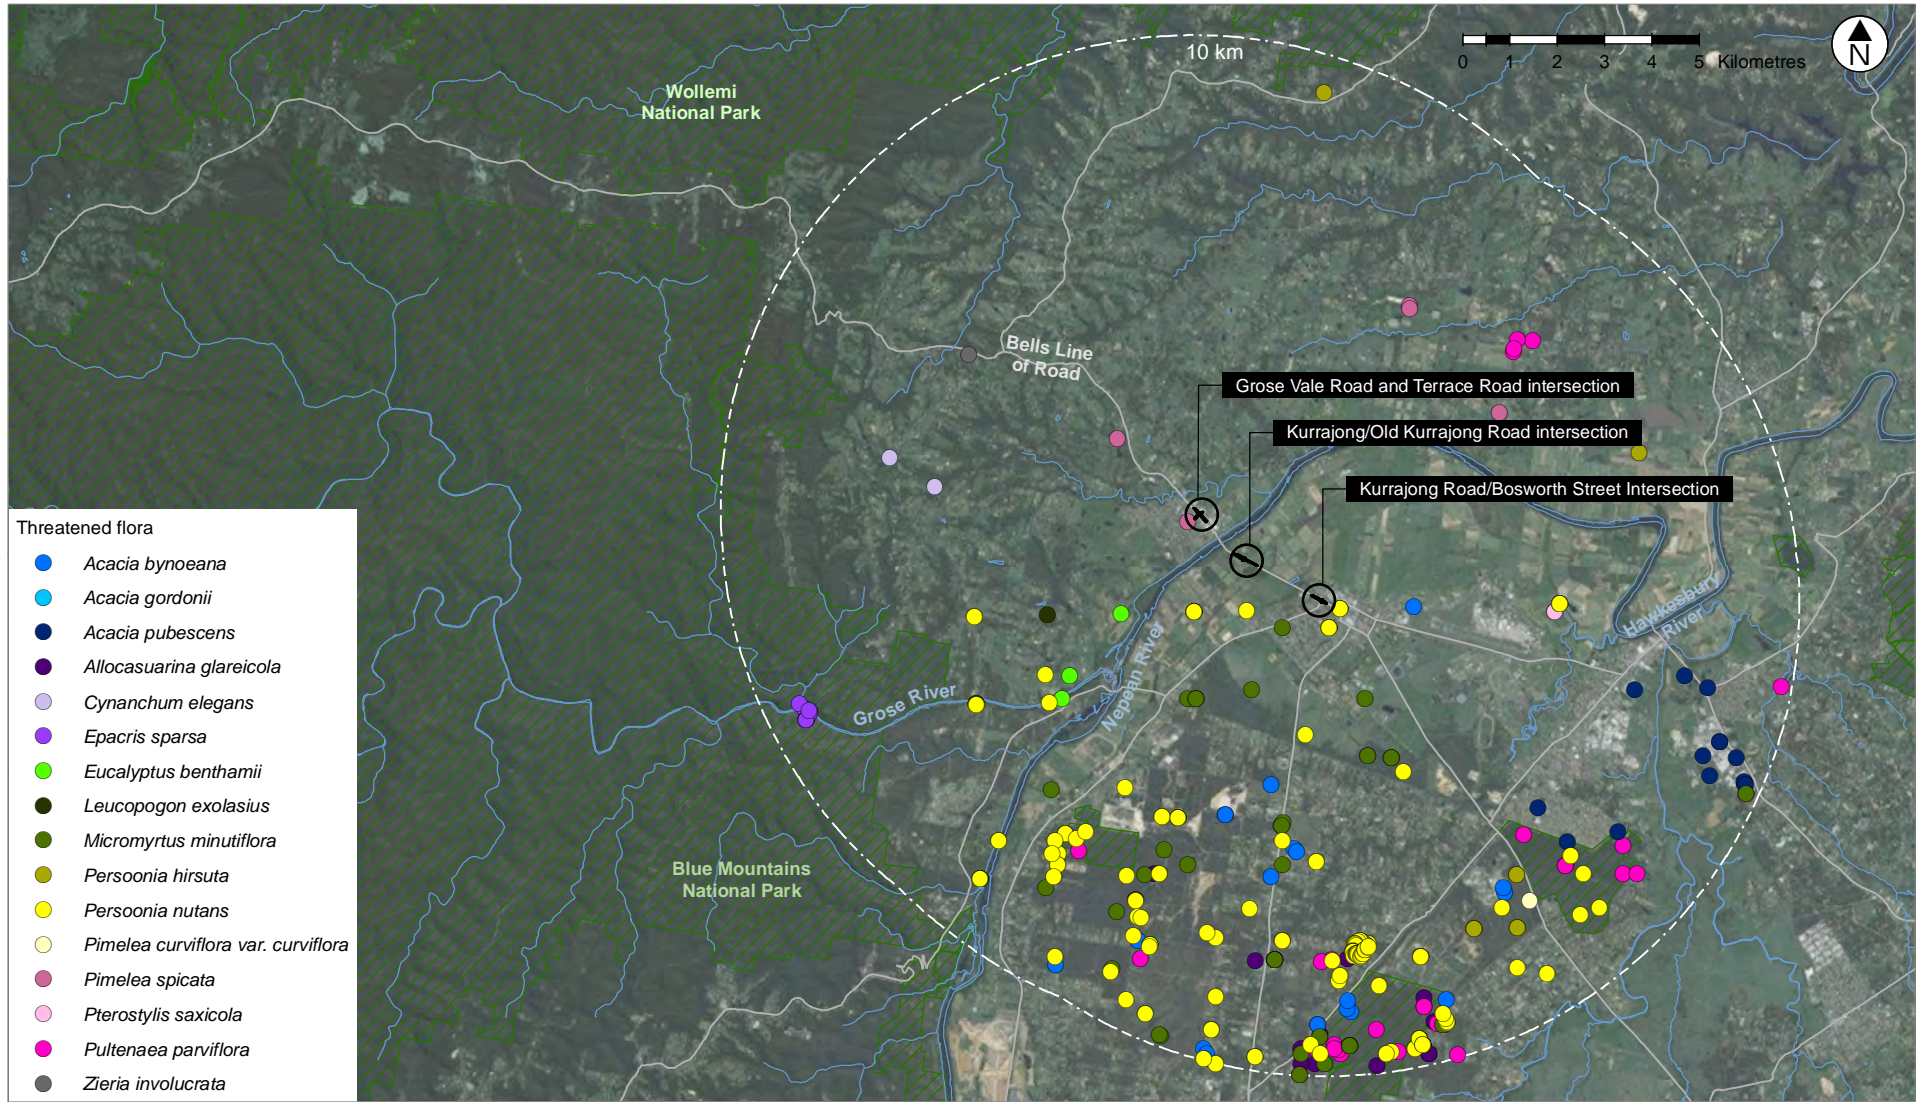 10 km
0 1 2 3 4 5 Kilometres
N
Wollemi
National Park
Bells Line
of Road
Grose Vale Road and Terrace Road intersection
Kurrajong/Old Kurrajong Road intersection
Kurrajong Road/Bosworth Street Intersection
Hawkesbury
River
Nepean River
Grose River
Blue Mountains
National Park
Threatened flora
Acacia bynoeana
Acacia gordonii
Acacia pubescens
Allocasuarina glareicola
Cynanchum elegans
Epacris sparsa
Eucalyptus benthamii
Leucopogon exolasius
Micromyrtus minutiflora
Persoonia hirsuta
Persoonia nutans
Pimelea curviflora var. curviflora
Pimelea spicata
Pterostylis saxicola
Pultenaea parviflora
Zieria involucrata